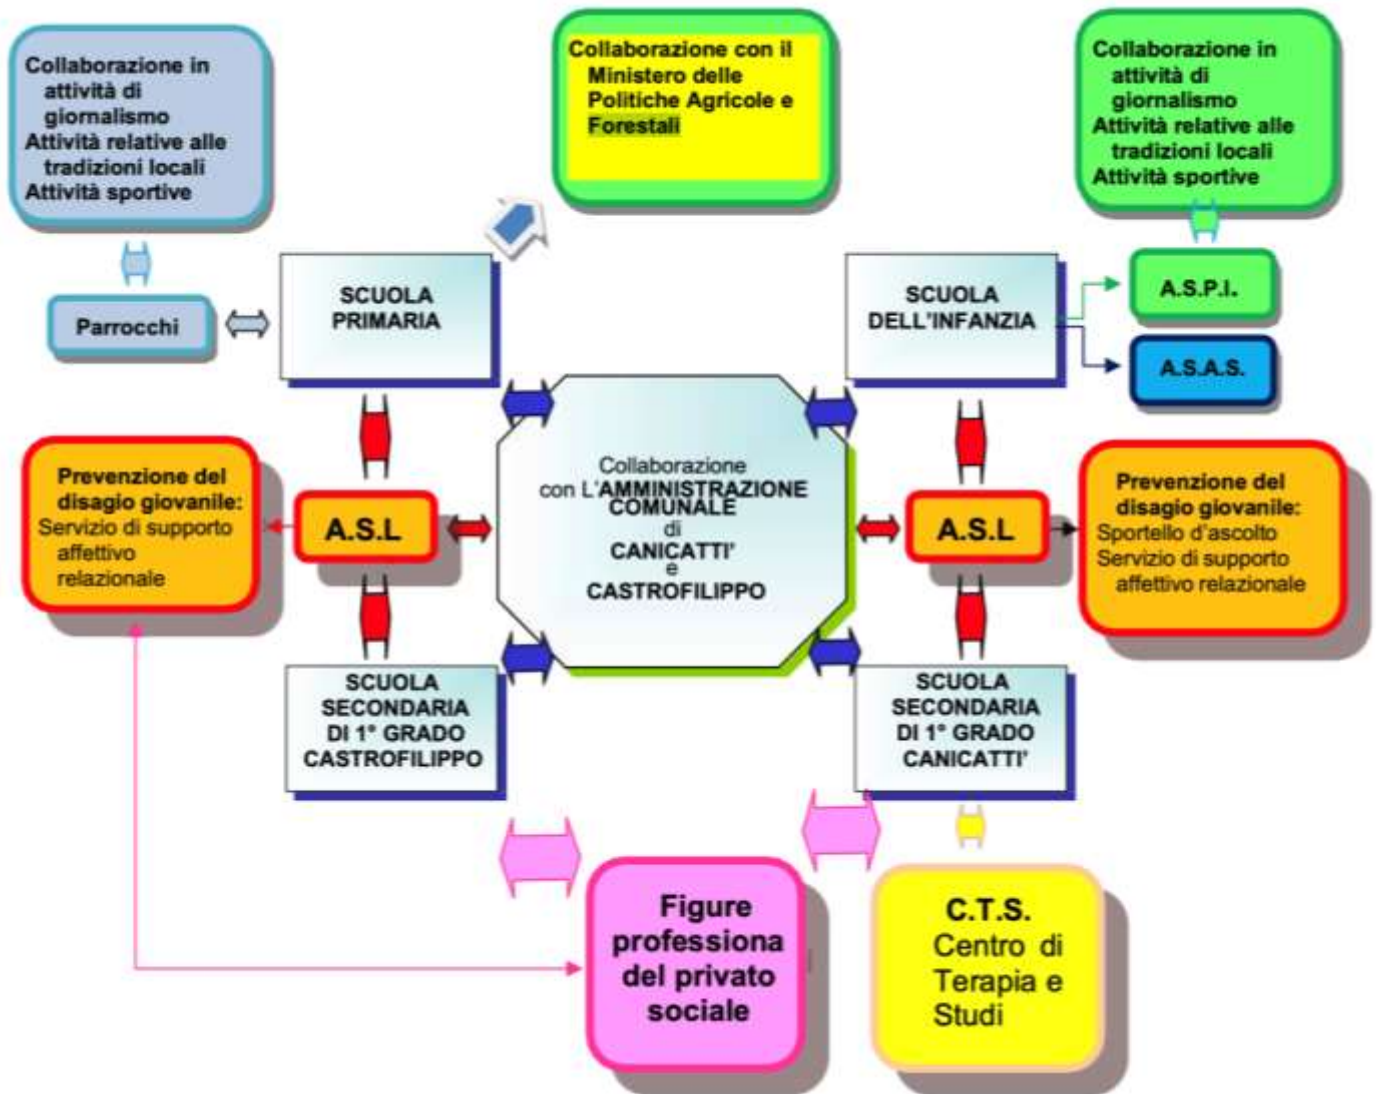 Collaborazione in
attività di
giornalismo
Attività relative alle
tradizioni locali
Attività sportive
Collaborazione con il
Ministero delle
Politiche Agricole e
Forestali
Collaborazione in
attività di
giornalismo
Attività relative alle
tradizioni locali
Attività sportive
Parrocchi
SCUOLA
PRIMARIA
SCUOLA
DELL'INFANZIA
A.S.P.I.
A.S.A.S.
Prevenzione del
disagio giovanile:
Servizio di supporto
affettivo
relazionale
A.S.L
Collaborazione
con L'AMMINISTRAZIONE
COMUNALE
di
CANICATTI'
e
CASTROFILIPPO
A.S.L
Prevenzione del
disagio giovanile:
Sportello d'ascolto
Servizio di supporto
affettivo relazionale
SCUOLA
SECONDARIA
DI 1° GRADO
CASTROFILIPPO
SCUOLA
SECONDARIA
DI 1° GRADO
CANICATTI'
Figure
professiona
del privato
sociale
C.T.S.
Centro di
Terapia e
Studi